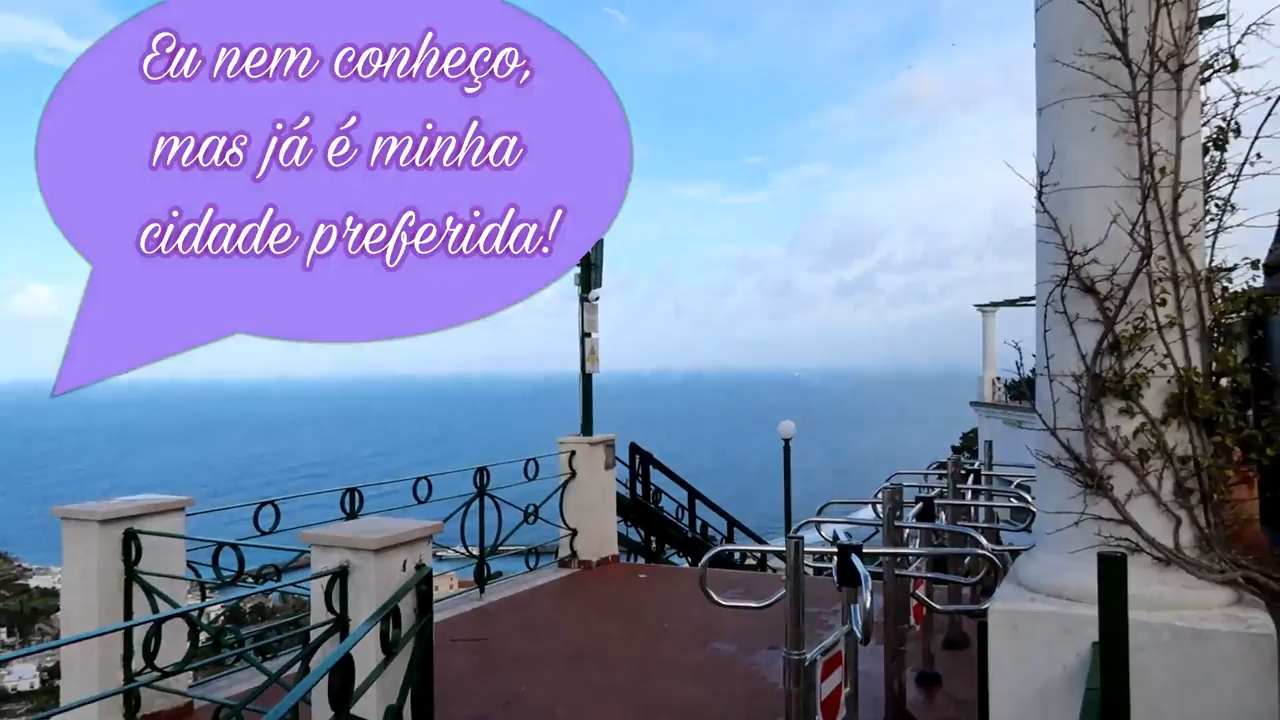 Eu nem conheço,
mas já é minha
cidade preferida!